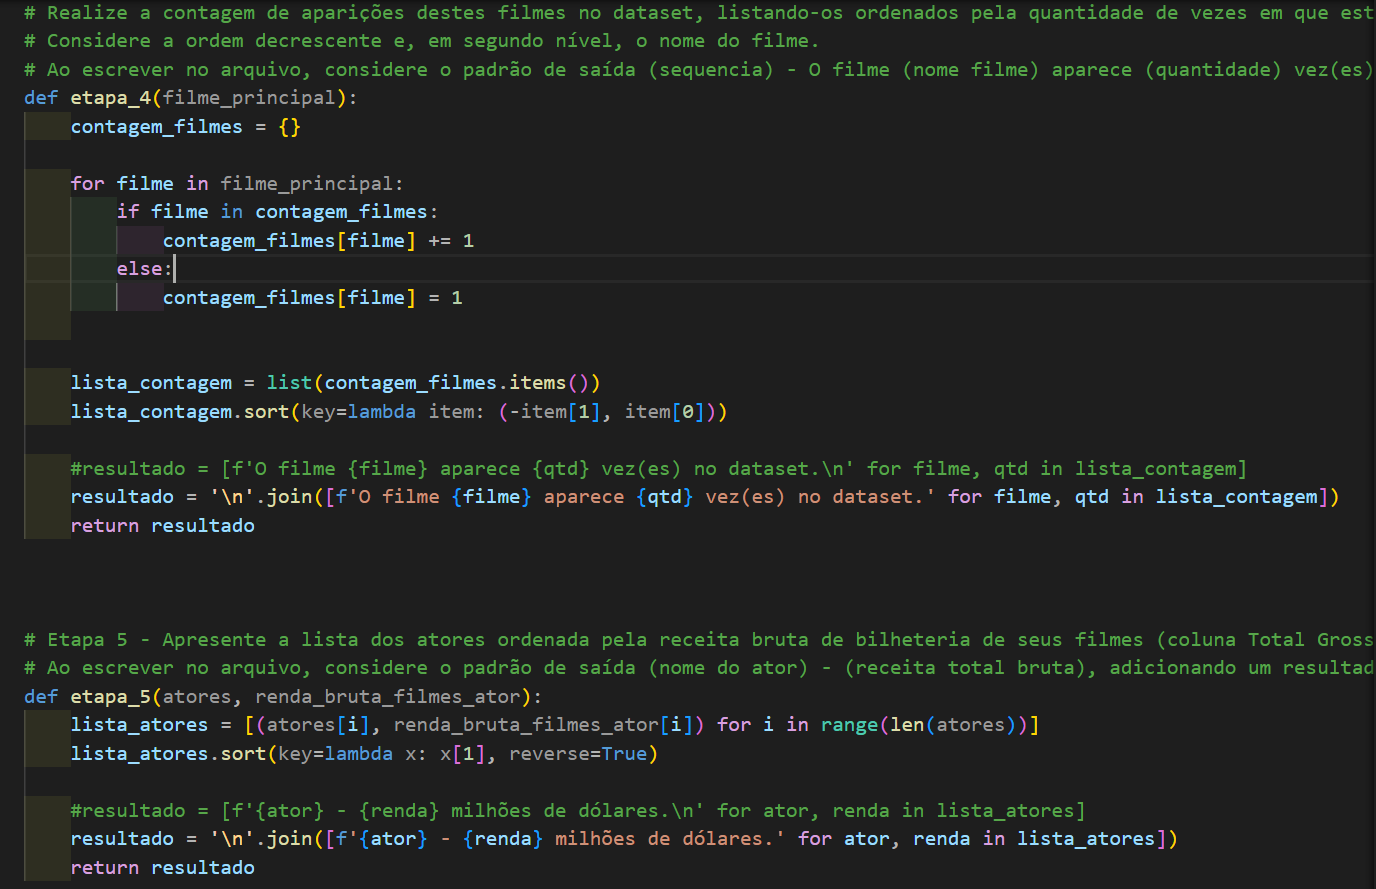 # Realize a contagem de aparições destes filmes no dataset, listando-os ordenados pela quantidade de vezes em que est
# Considere a ordem decrescente e, em segundo nível, o nome do filme.
# Ao escrever no arquivo, considere o padrão de saída (sequencia) - O filme (nome filme) aparece (quantidade) vez(es)
def etapa_4(filme_principal):
    contagem_filmes = {}
    for filme in filme_principal:
        if filme in contagem_filmes:
            contagem_filmes[filme] += 1
        else:
            contagem_filmes[filme] = 1
    lista_contagem = list(contagem_filmes.items())
    lista_contagem.sort(key=lambda item: (-item[1], item[0]))
    #resultado = [f'O filme {filme} aparece {qtd} vez(es) no dataset.\n' for filme, qtd in lista_contagem]
    resultado = '\n'.join([f'O filme {filme} aparece {qtd} vez(es) no dataset.' for filme, qtd in lista_contagem])
    return resultado
# Etapa 5 - Apresente a lista dos atores ordenada pela receita bruta de bilheteria de seus filmes (coluna Total Gross
# Ao escrever no arquivo, considere o padrão de saída (nome do ator) - (receita total bruta), adicionando um resultad
def etapa_5(atores, renda_bruta_filmes_ator):
    lista_atores = [(atores[i], renda_bruta_filmes_ator[i]) for i in range(len(atores))]
    lista_atores.sort(key=lambda x: x[1], reverse=True)
    #resultado = [f'{ator} - {renda} milhões de dólares.\n' for ator, renda in lista_atores]
    resultado = '\n'.join([f'{ator} - {renda} milhões de dólares.' for ator, renda in lista_atores])
    return resultado